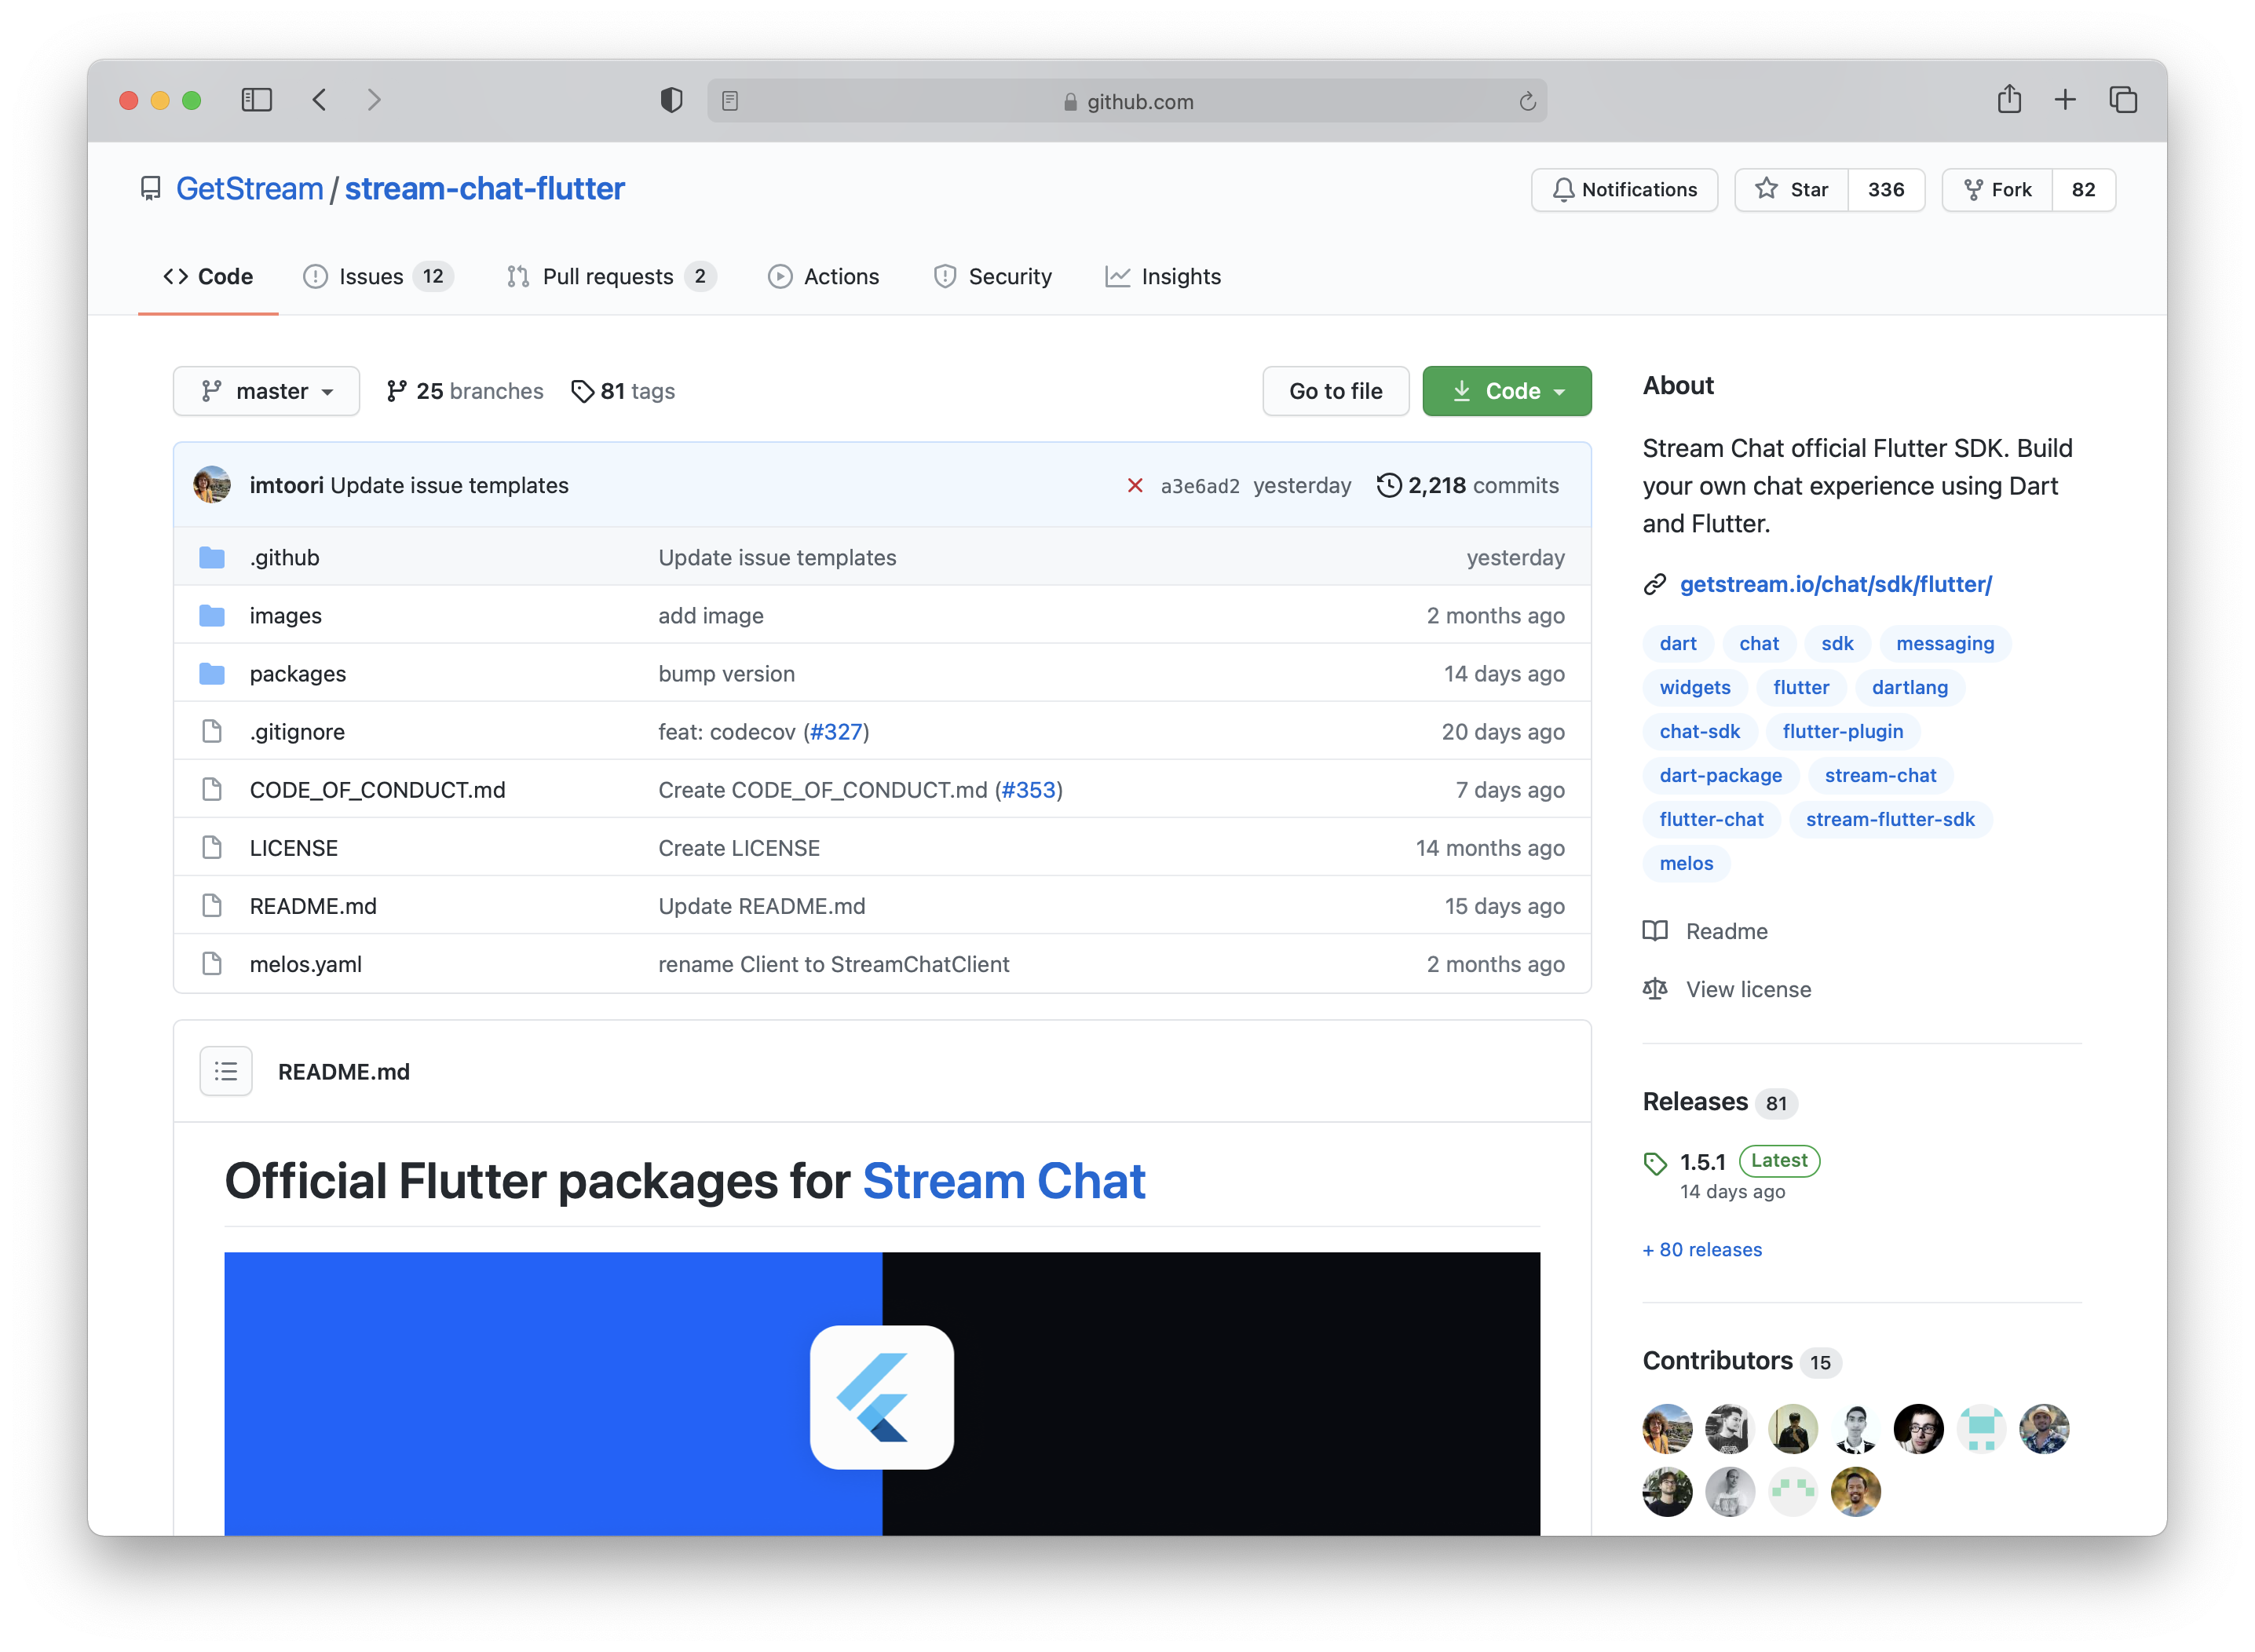 github.com
GetStream / stream-chat-flutter
Notifications
Star 336
Fork 82
Code
Issues 12
Pull requests 2
Actions
Security
Insights
master
25 branches
81 tags
Go to file
Code
imtoori Update issue templates
a3e6ad2 yesterday
2,218 commits
.github Update issue templates yesterday
images add image 2 months ago
packages bump version 14 days ago
.gitignore feat: codecov (#327) 20 days ago
CODE_OF_CONDUCT.md Create CODE_OF_CONDUCT.md (#353) 7 days ago
LICENSE Create LICENSE 14 months ago
README.md Update README.md 15 days ago
melos.yaml rename Client to StreamChatClient 2 months ago
README.md
Official Flutter packages for Stream Chat
About
Stream Chat official Flutter SDK. Build
your own chat experience using Dart
and Flutter.
getstream.io/chat/sdk/flutter/
dart chat sdk messaging
widgets flutter dartlang
chat-sdk flutter-plugin
dart-package stream-chat
flutter-chat stream-flutter-sdk
melos
Readme
View license
Releases 81
1.5.1 Latest
14 days ago
+ 80 releases
Contributors 15